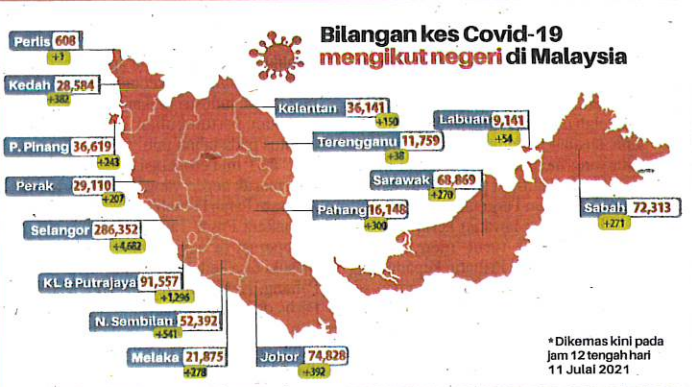 Bilangan kes Covid-19
mengikut negeri di Malaysia
Perlis 608
Kedah 28,584
+382
P. Pinang 36,619
+243
Perak 29,110
+207
Selangor 286,352
+4,682
KL & Putrajaya 91,557
+1,296
N. Sembilan 52,392
+541
Melaka 21,875
+278
Johor 74,828
+392
Kelantan 36,141
+150
Terengganu 11,759
+38
Pahang 16,148
+300
Labuan 9,141
+54
Sarawak 68,869
+270
Sabah 72,313
+271
*Dikemas kini pada
jam 12 tengah hari
11 Julai 2021